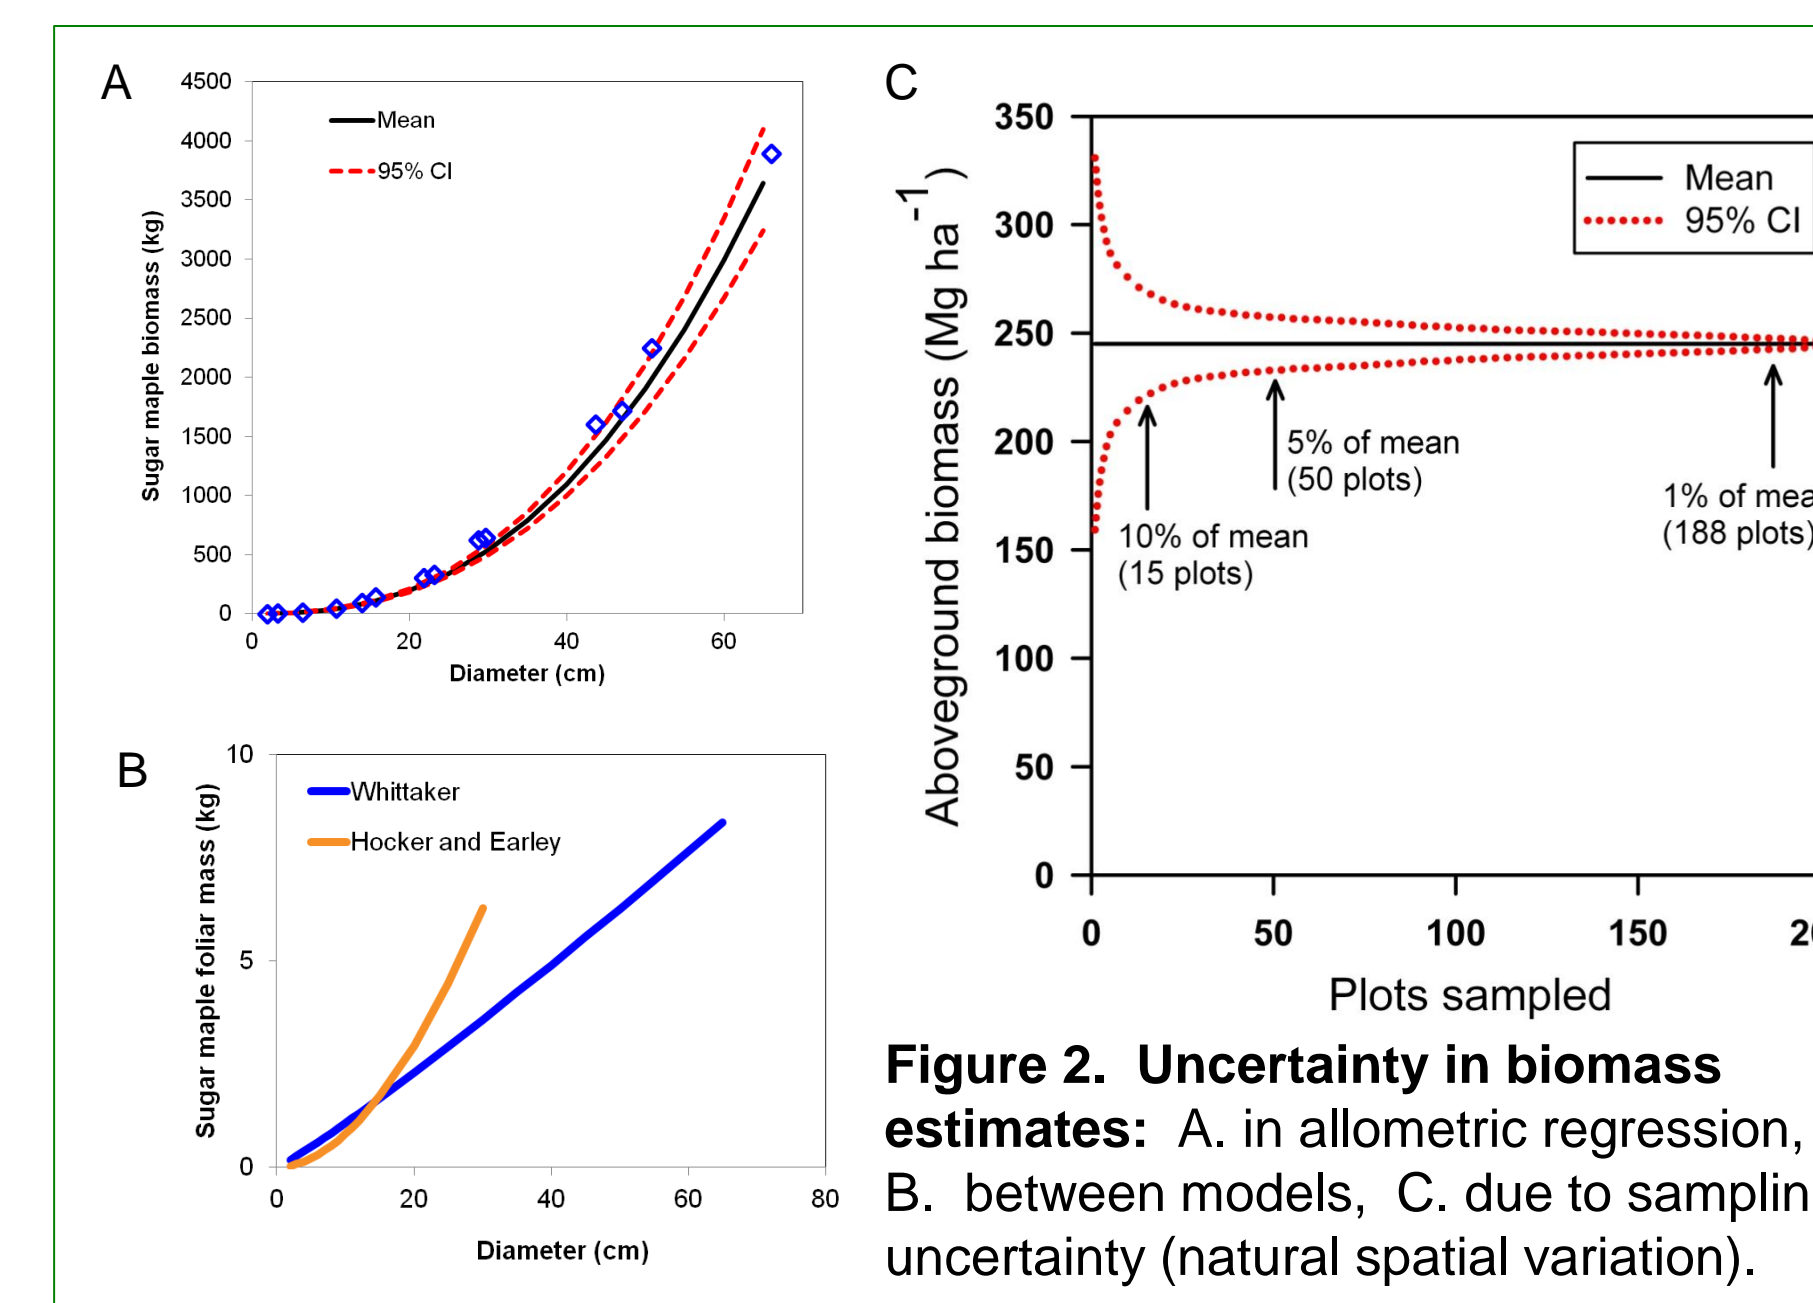 A
4500
4000
3500
3000
2500
2000
1500
1000
500
0
Mean
95% CI
Sugar maple biomass (kg)
0 20 40 60
Diameter (cm)
B
10
5
0
Whittaker
Hocker and Earley
Sugar maple foliar mass (kg)
0 20 40 60 80
Diameter (cm)
C
350
300
250
200
150
100
50
0
Mean
95% CI
Aboveground biomass (Mg ha⁻¹)
10% of mean
(15 plots)
5% of mean
(50 plots)
1% of
(188 plots)
0 50 100 150
Plots sampled
Figure 2. Uncertainty in biomass
estimates: A. in allometric regression,
B. between models, C. due to
uncertainty (natural spatial variation).